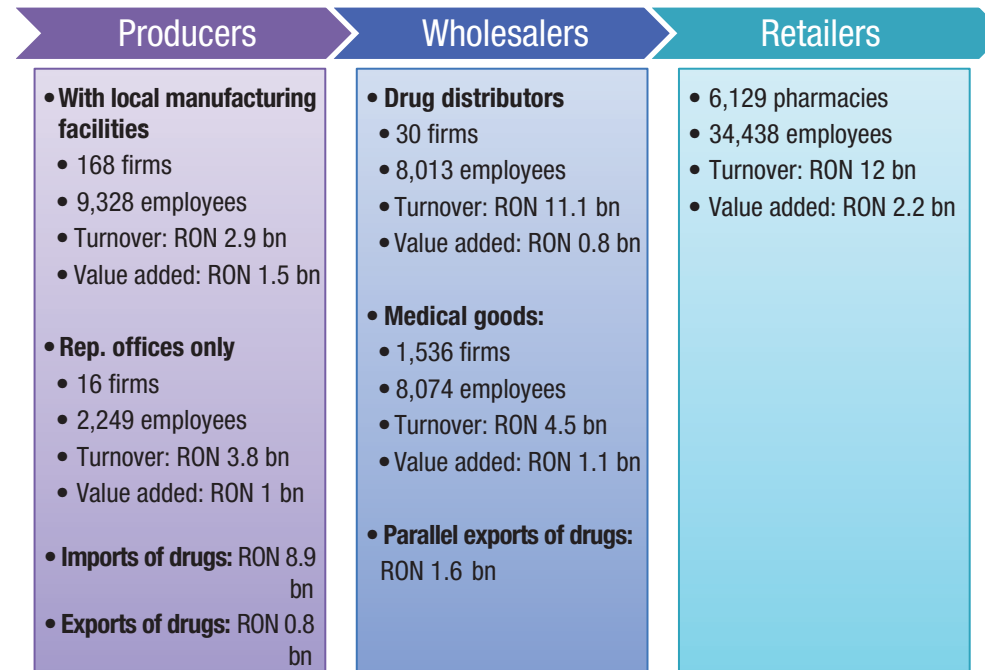 Producers
Wholesalers
Retailers
• With local manufacturing
facilities
• 168 firms
• 9,328 employees
• Turnover: RON 2.9 bn
• Value added: RON 1.5 bn
• Rep. offices only
• 16 firms
• 2,249 employees
• Turnover: RON 3.8 bn
• Value added: RON 1 bn
• Imports of drugs: RON 8.9
bn
• Exports of drugs: RON 0.8
bn
• Drug distributors
• 30 firms
• 8,013 employees
• Turnover: RON 11.1 bn
• Value added: RON 0.8 bn
• Medical goods:
• 1,536 firms
• 8,074 employees
• Turnover: RON 4.5 bn
• Value added: RON 1.1 bn
• Parallel exports of drugs:
RON 1.6 bn
• 6,129 pharmacies
• 34,438 employees
• Turnover: RON 12 bn
• Value added: RON 2.2 bn